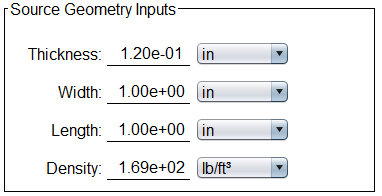 Source Geometry Inputs
Thickness: 1.20e-01 in
Width: 1.00e+00 in
Length: 1.00e+00 in
Density: 1.69e+02 lb/ft³